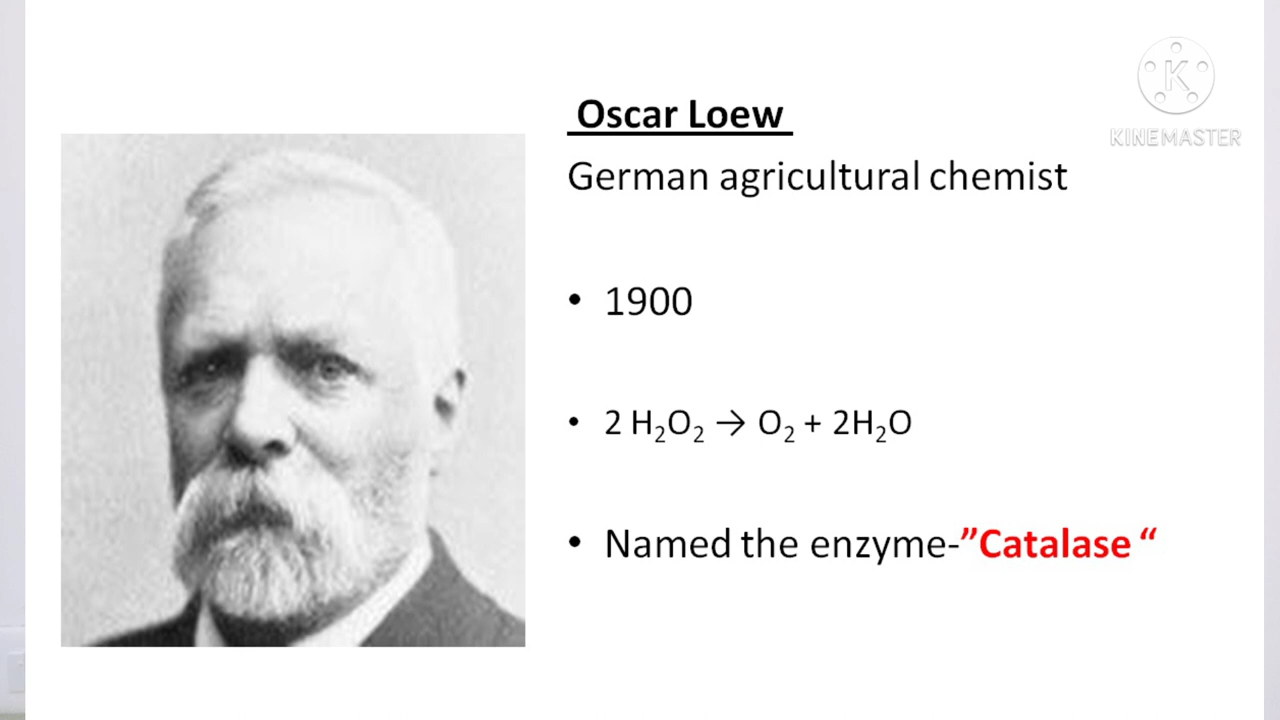 Oscar Loew
German agricultural chemist
• 1900
• 2 H₂O₂ → O₂ + 2H₂O
• Named the enzyme-”Catalase “
K
KINEMASTER